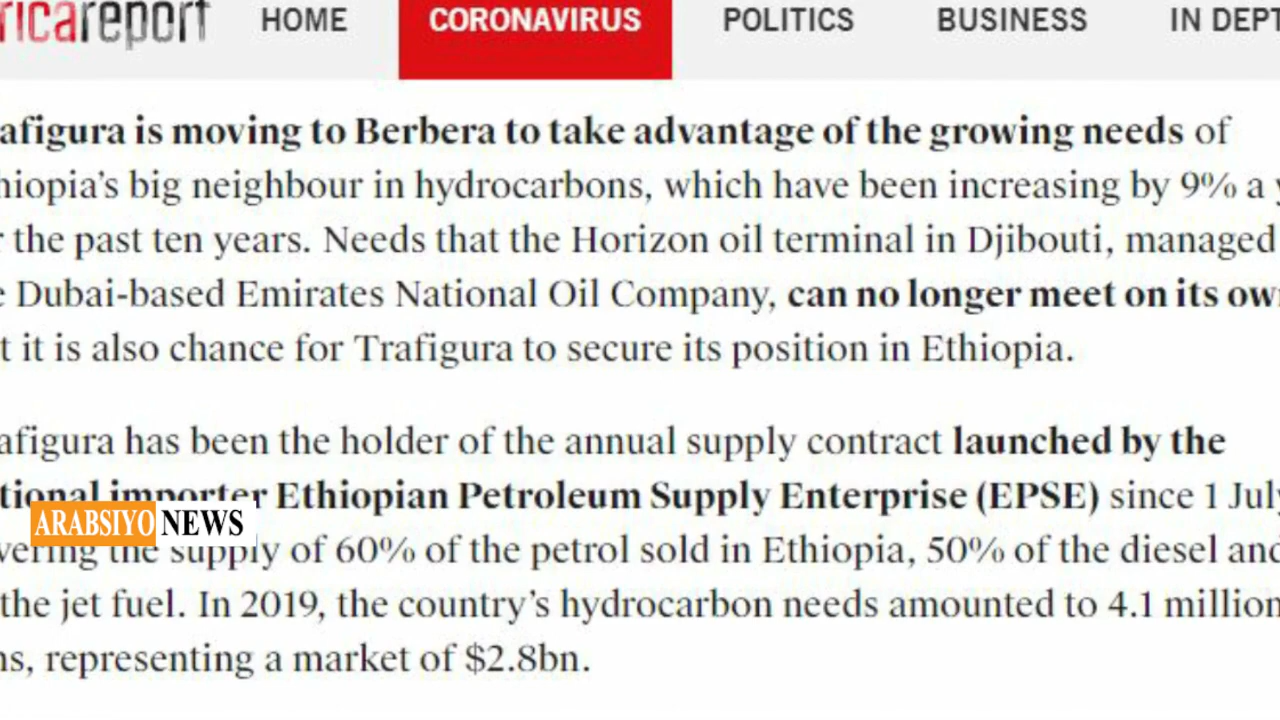 ricareport HOME CORONAVIRUS POLITICS BUSINESS IN DEPT
afigura is moving to Berbera to take advantage of the growing needs of
hiopia’s big neighbour in hydrocarbons, which have been increasing by 9% a y
r the past ten years. Needs that the Horizon oil terminal in Djibouti, managed
e Dubai-based Emirates National Oil Company, can no longer meet on its own
t it is also chance for Trafigura to secure its position in Ethiopia.
afigura has been the holder of the annual supply contract launched by the
tional importer Ethiopian Petroleum Supply Enterprise (EPSE) since 1 July
ARABSIYO NEWS
vering the supply of 60% of the petrol sold in Ethiopia, 50% of the diesel and
the jet fuel. In 2019, the country’s hydrocarbon needs amounted to 4.1 million
ns, representing a market of $2.8bn.